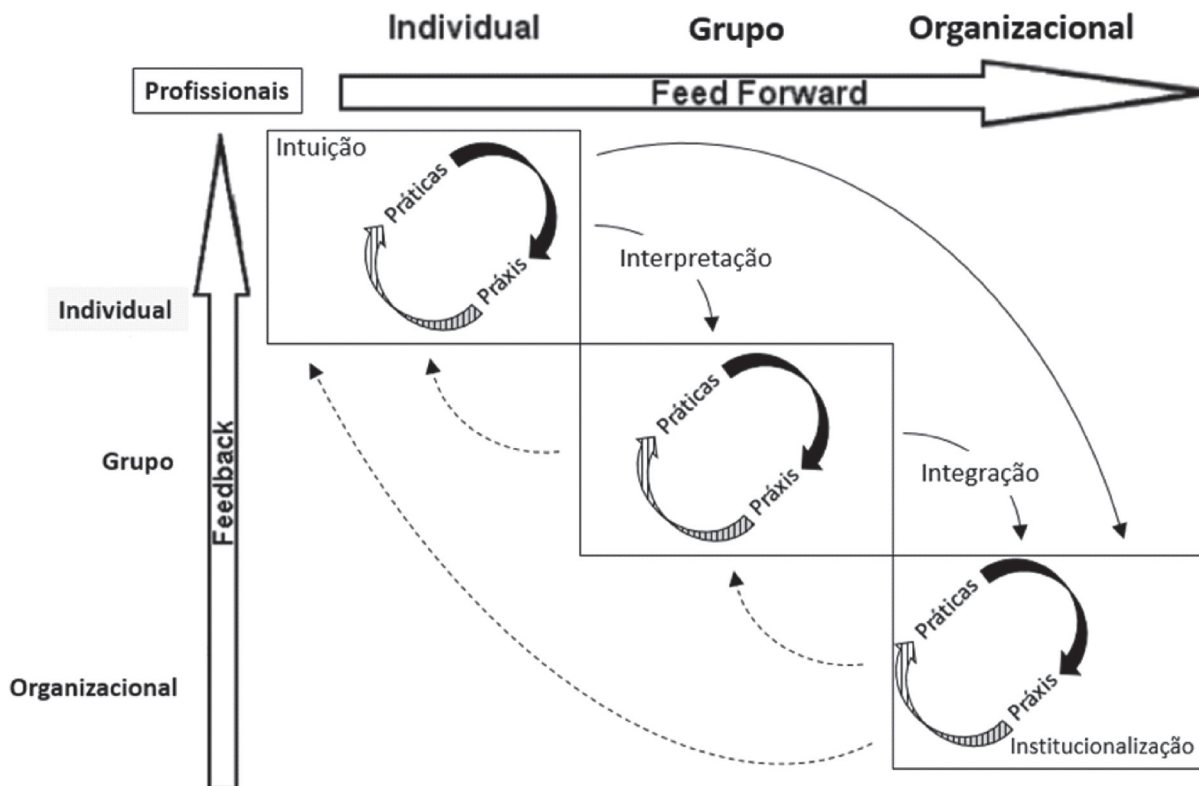 Individual
Grupo
Organizacional
Profissionais
Feed Forward
Intuição
Práticas
Práxis
Interpretação
Individual
Práticas
Práxis
Grupo
Feedback
Integração
Práticas
Práxis
Organizacional
Institucionalização